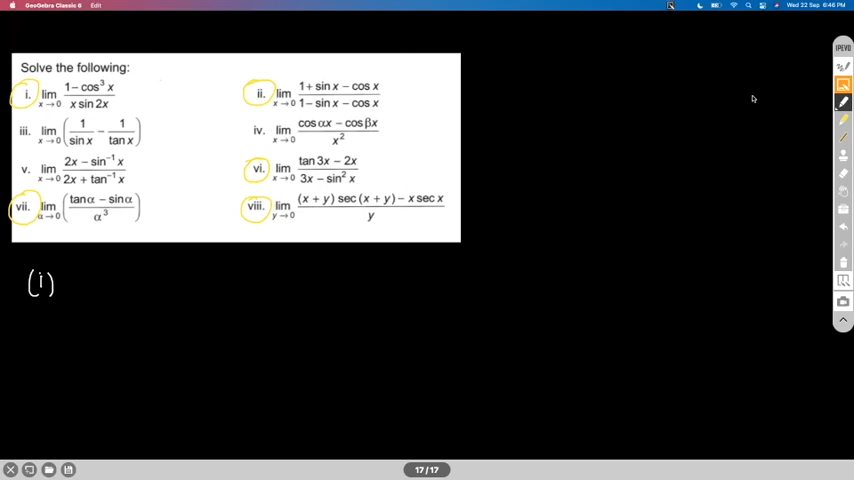 GeoGebra Classic 6 Edit Wed 22 Sep 6:46 PM
IPEVO
Solve the following:
i. lim x→0 (1 − cos³ x)/(x sin 2x)
ii. lim x→0 (1 + sin x − cos x)/(1 − sin x − cos x)
iii. lim x→0 (1/sin x − 1/tan x)
iv. lim x→0 (cos αx − cos βx)/x²
v. lim x→0 (2x − sin⁻¹ x)/(2x + tan⁻¹ x)
vi. lim x→0 (tan 3x − 2x)/(3x − sin² x)
vii. lim α→0 ((tan α − sin α)/α³)
viii. lim y→0 ((x + y) sec (x + y) − x sec x)/y
(i)
17 / 17